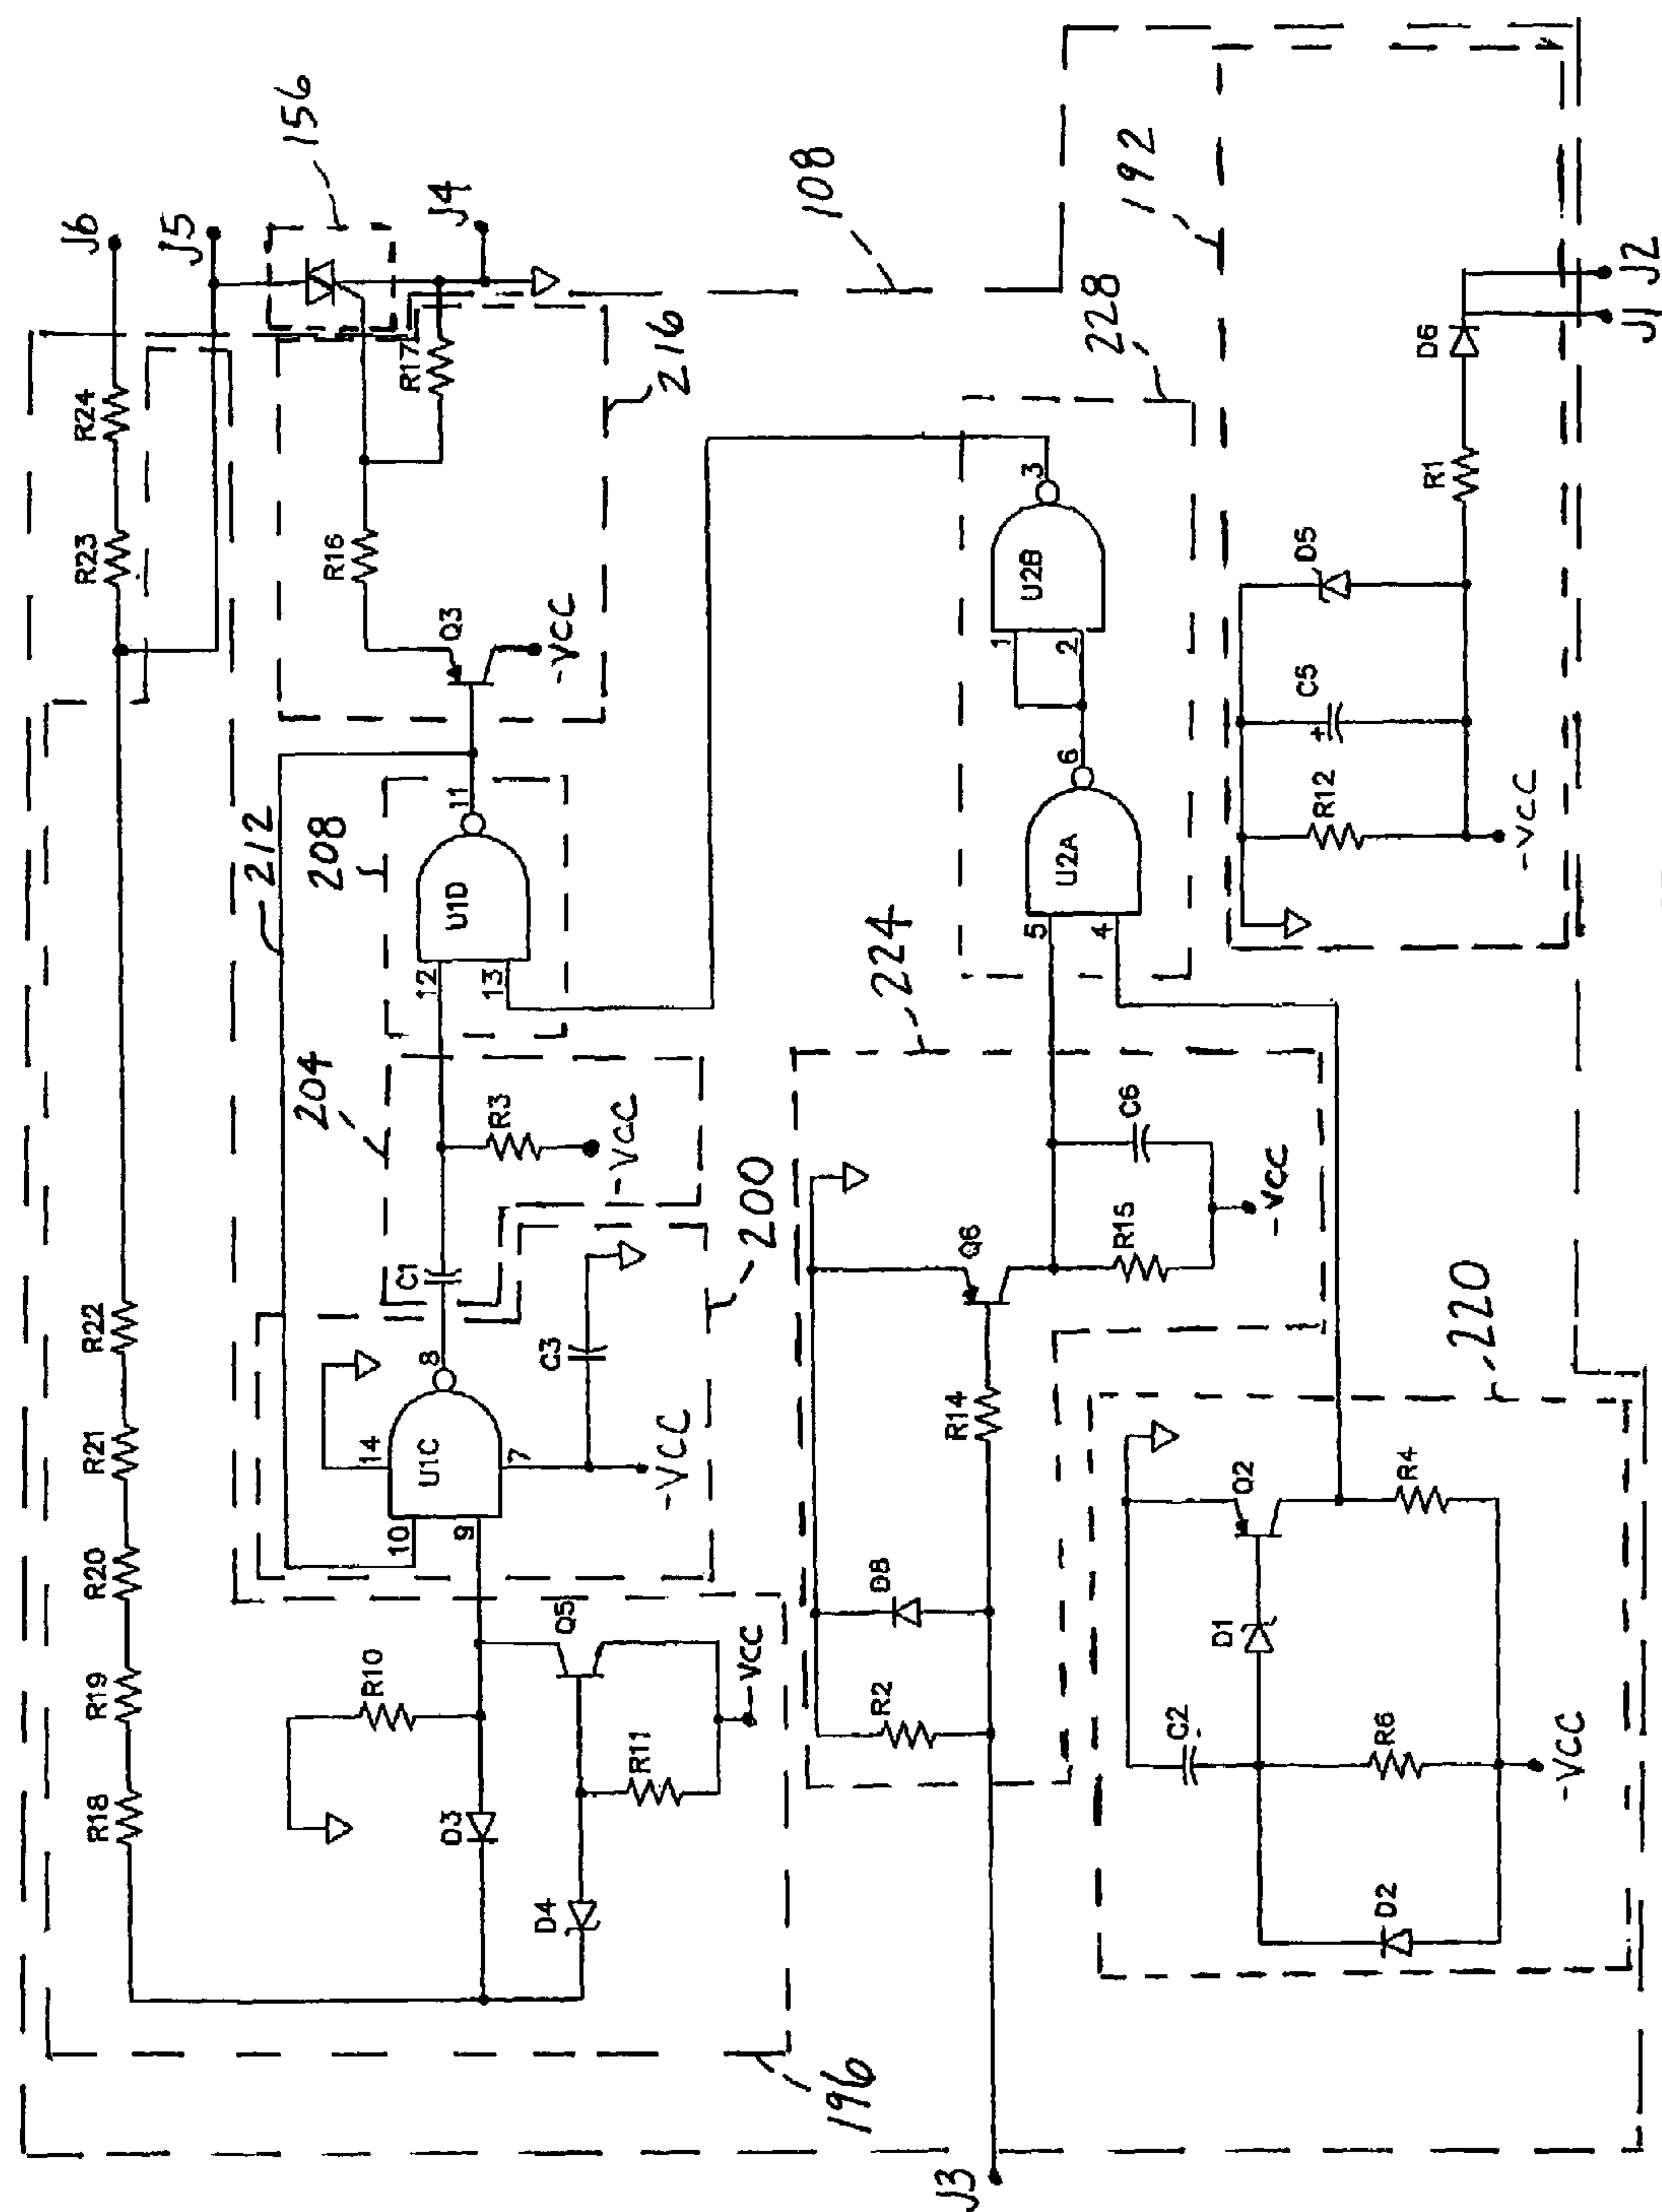 J6
J5
156
J4
R24
R23
R17
R16
216
Q3
-VCC
108
192
228
212
208
11
U1D
12
13
204
R3
-VCC
C1
200
R22
R21
R20
R19
R18
8
14
U1C
7
10
9
C3
-VCC
Q5
R10
D3
R11
D4
-VCC
196
3
U2B
1
2
6
U2A
5
4
224
C6
Q6
R15
-VCC
R14
D8
R2
J3
220
Q2
R4
D1
C2
R6
D2
-VCC
D6
R1
D5
C5
+
R12
-VCC
J1
J2